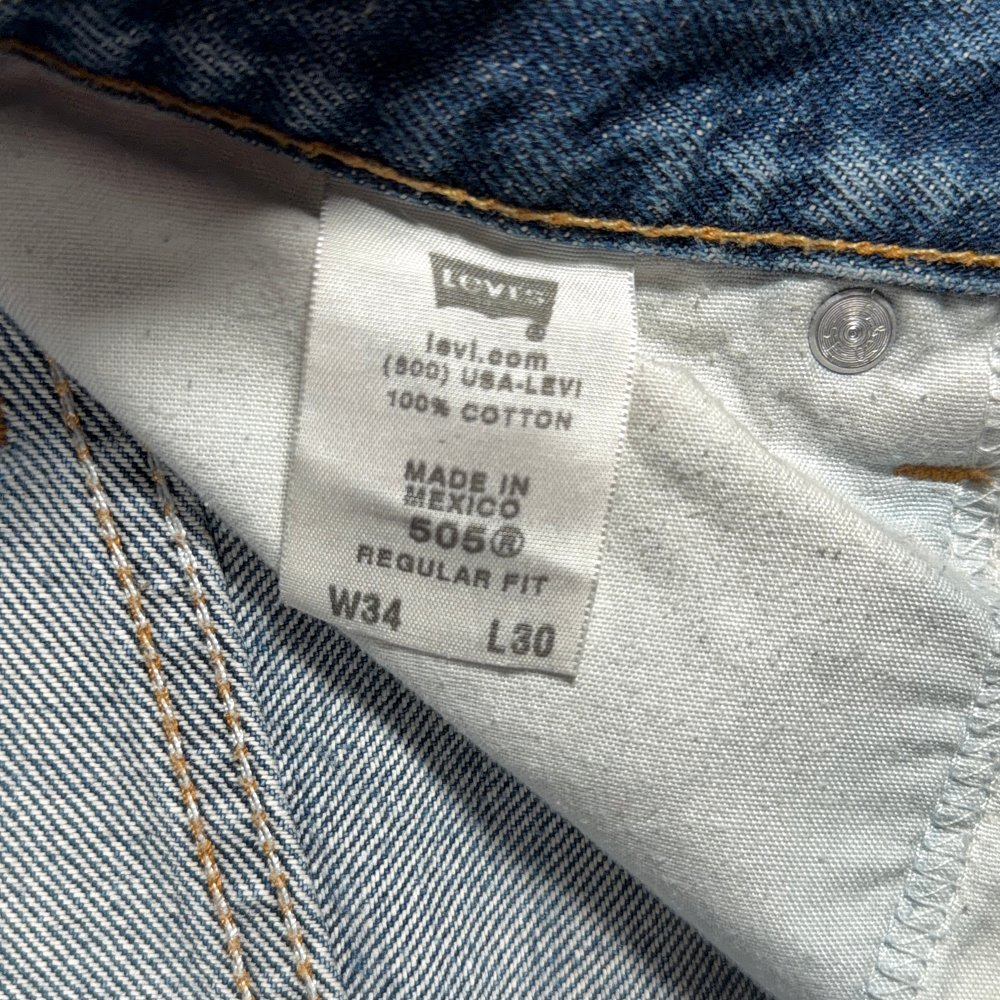 Levi's
levi.com
(800) USA-LEVI
100% COTTON
MADE IN
MEXICO
505®
REGULAR FIT
W34 L30